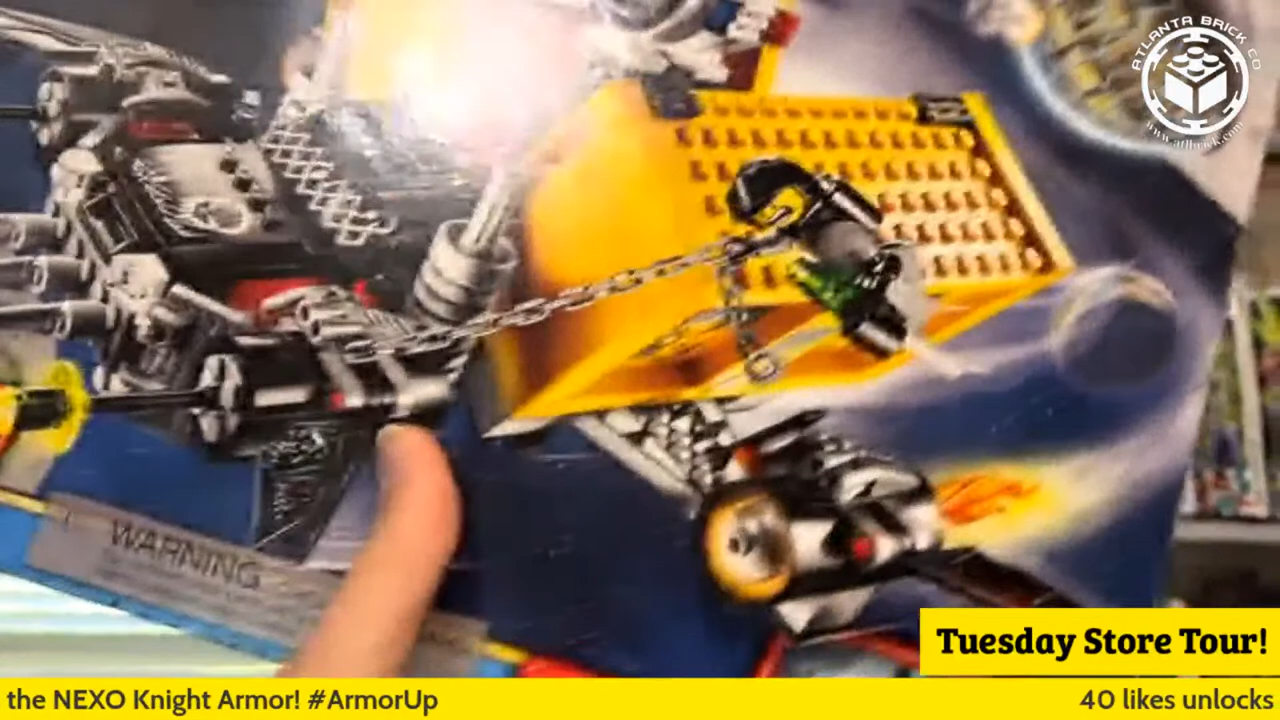 ATLANTA BRICK CO
www.atlbrick.com
WARNING
Tuesday Store Tour!
the NEXO Knight Armor! #ArmorUp
40 likes unlocks